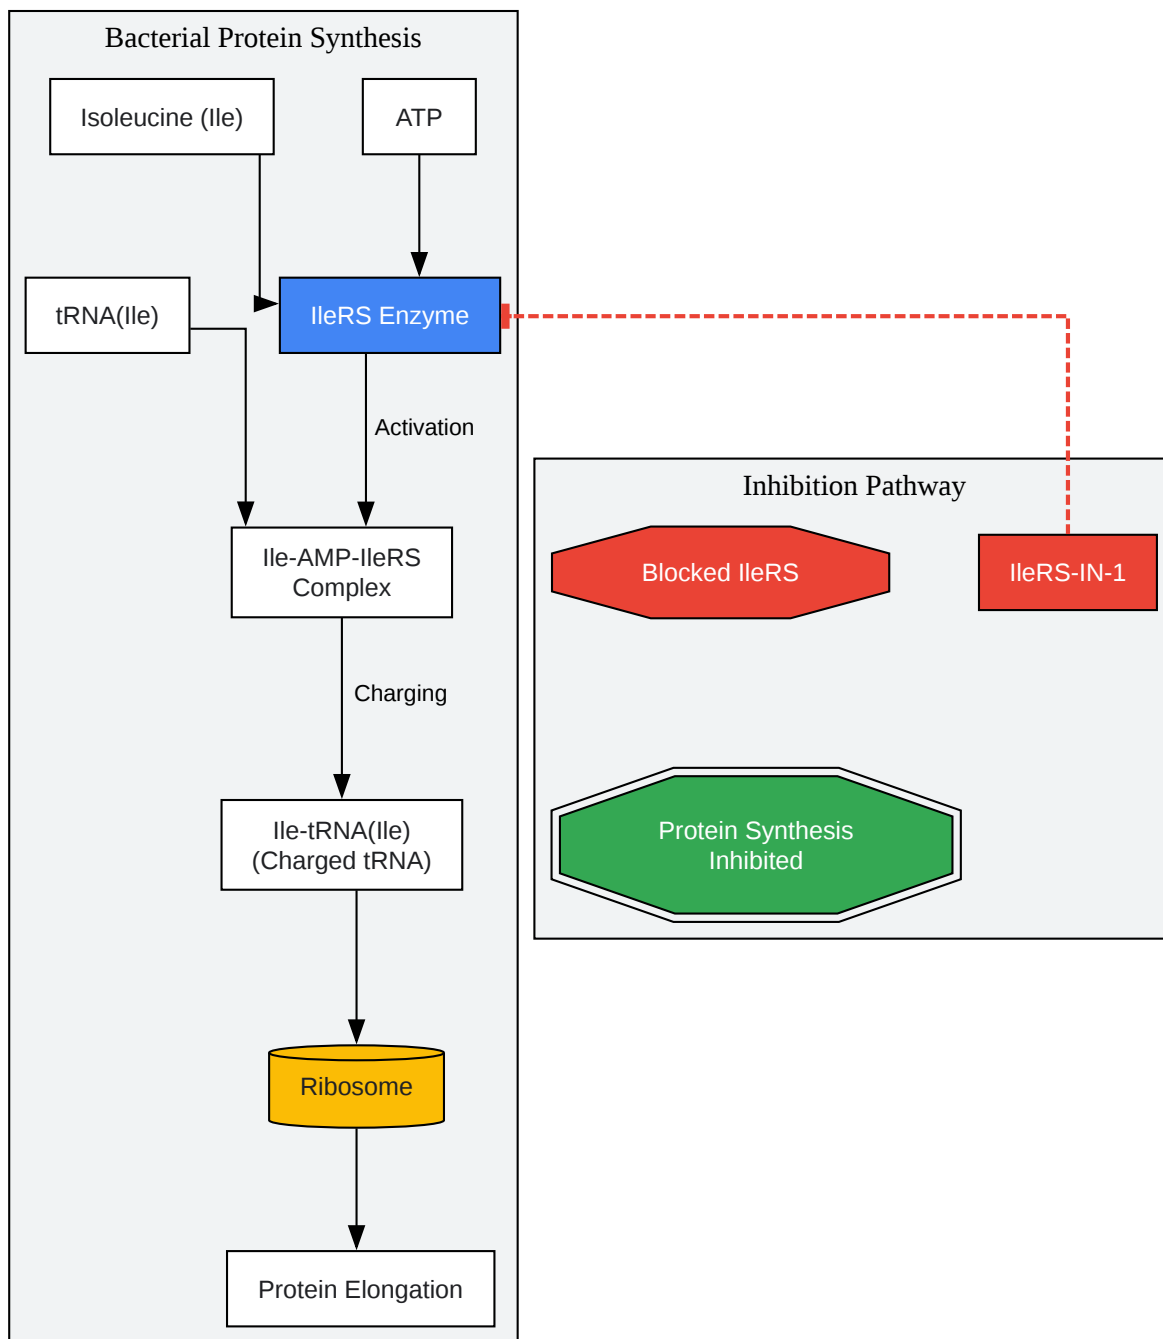 Bacterial Protein Synthesis
Isoleucine (Ile)
ATP
tRNA(Ile)
IleRS Enzyme
Activation
Ile-AMP-IleRS
Complex
Charging
Ile-tRNA(Ile)
(Charged tRNA)
Ribosome
Protein Elongation
Inhibition Pathway
Blocked IleRS
IleRS-IN-1
Protein Synthesis
Inhibited